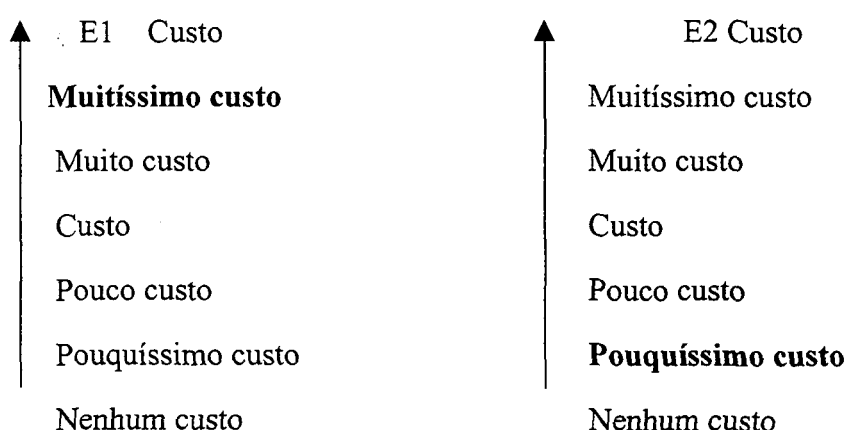 E1 Custo
Muitíssimo custo
Muito custo
Custo
Pouco custo
Pouquíssimo custo
Nenhum custo
E2 Custo
Muitíssimo custo
Muito custo
Custo
Pouco custo
Pouquíssimo custo
Nenhum custo